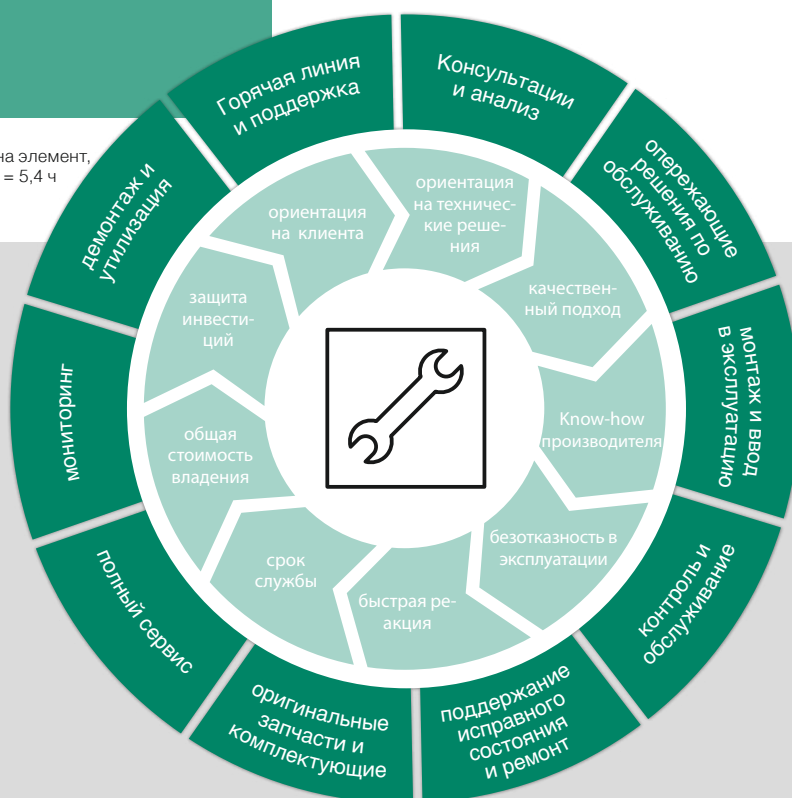 на элемент,
= 5,4 ч
Горячая линия
и поддержка
Консультации
и анализ
опережающие
решения по
обслуживанию
монтаж и ввод
в эксллуатацию
контроль и
обслуживание
поддержание
исправного
состояния
и ремонт
оригинальные
запчасти и
комплектующие
полный сервис
мониторинг
демонтаж и
утилизация
ориентация
на техничес-
кие реше-
ния
качествен-
ный подход
Know-how
производителя
безотказность в
эксплуатации
быстрая ре-
акция
срок
службы
общая
стоимость
владения
защита
инвести-
ций
ориентация
на клиента